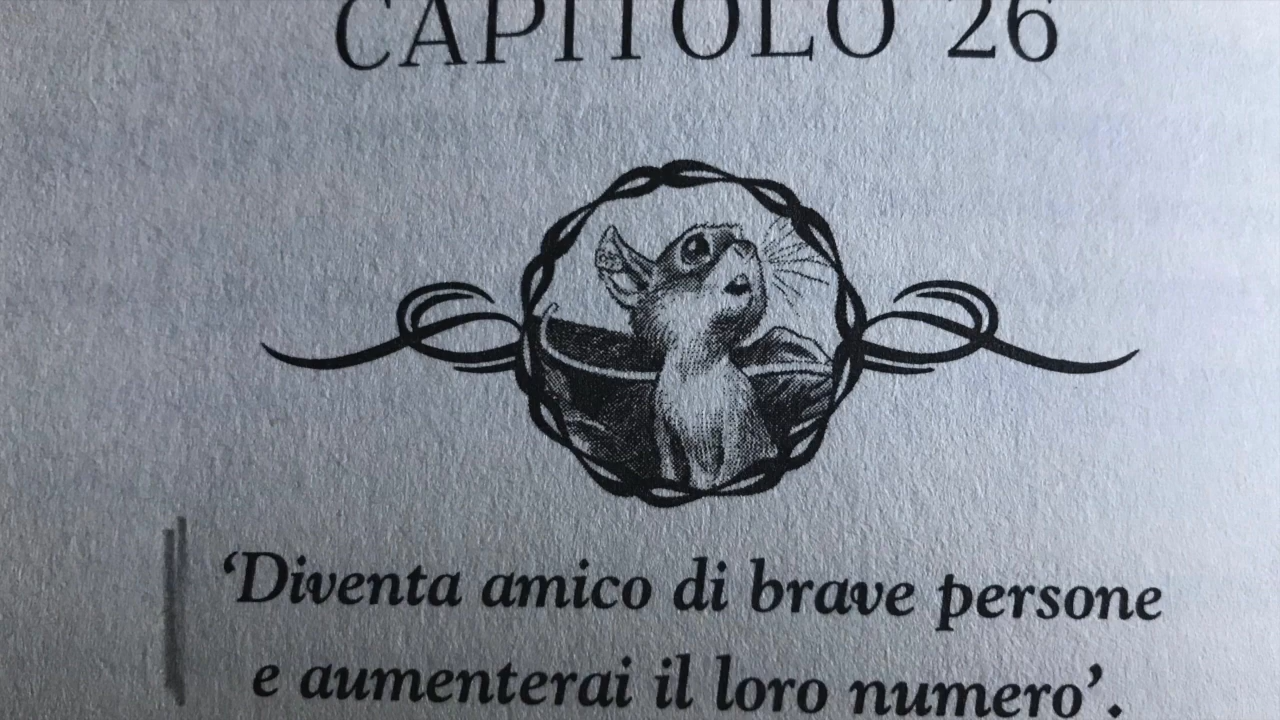 CAPITOLO 26
‘Diventa amico di brave persone
e aumenterai il loro numero’.